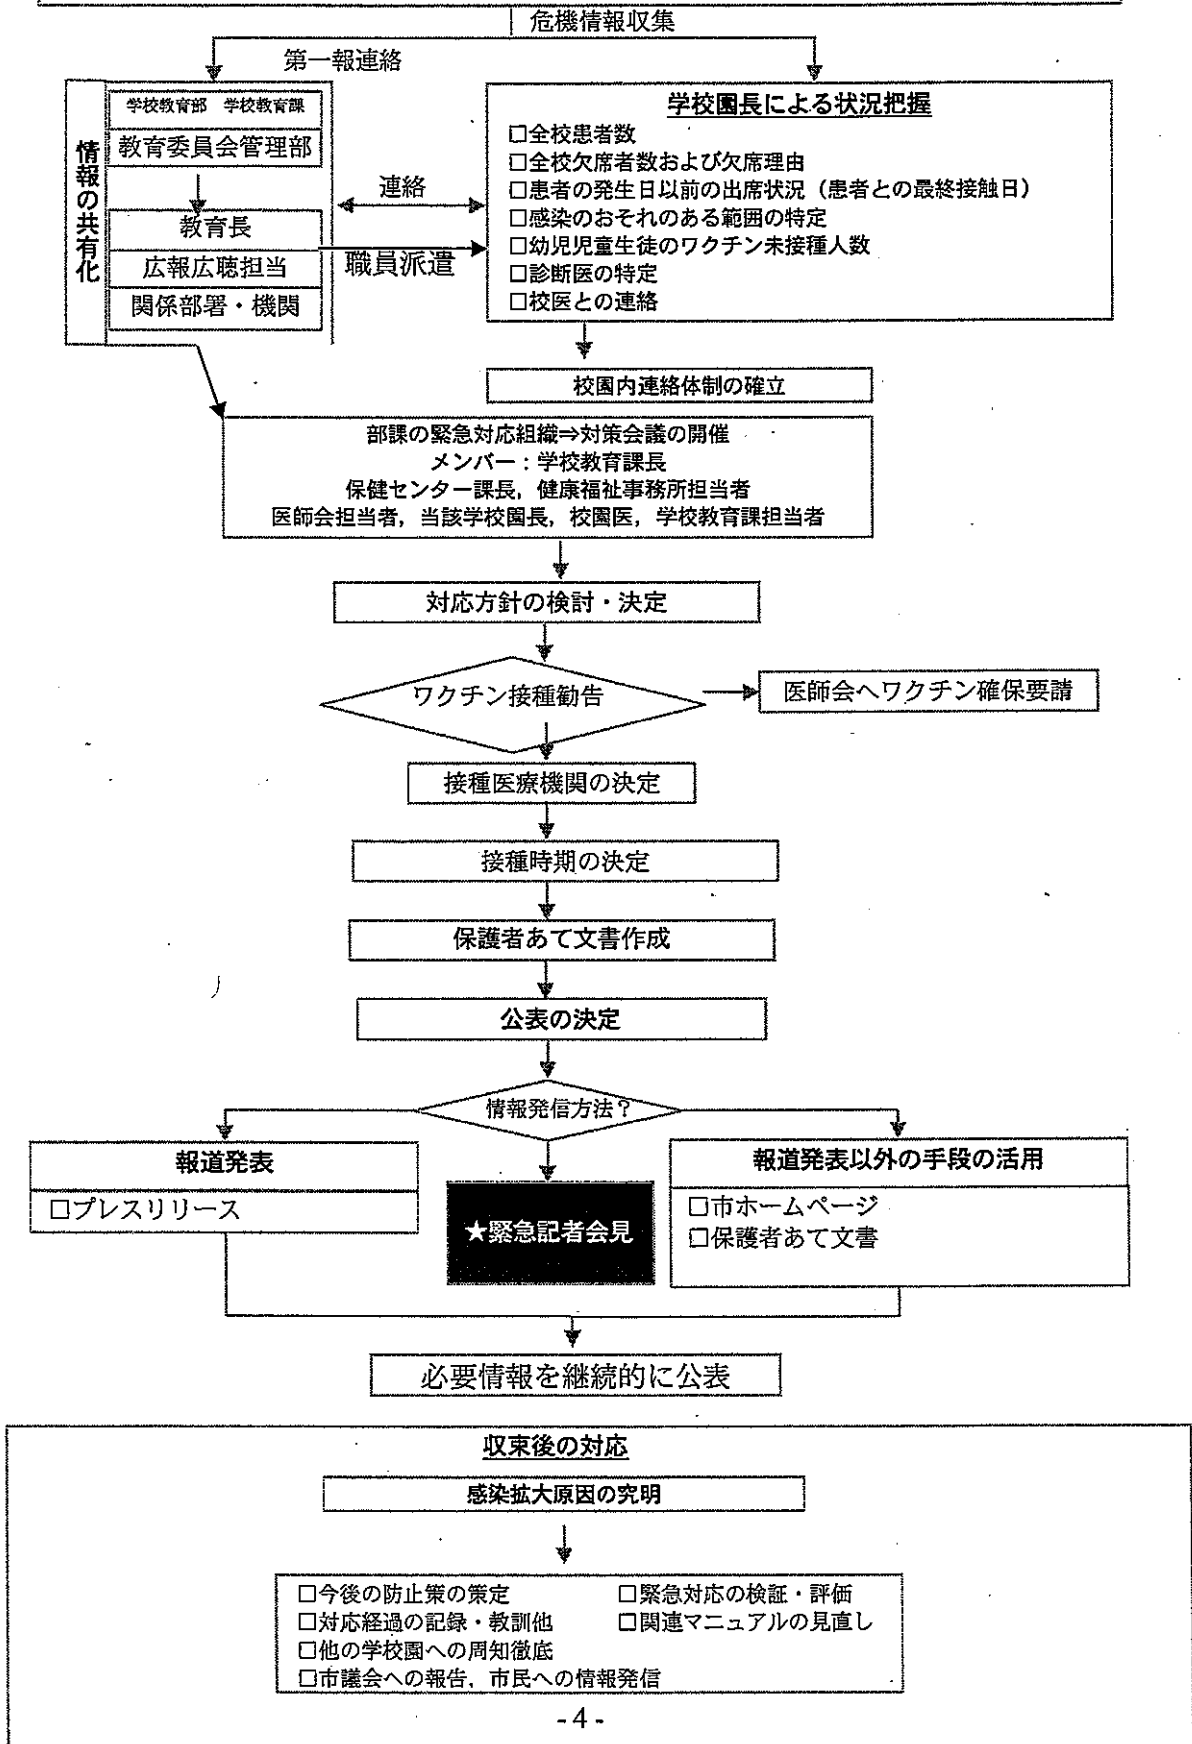 危機情報収集
第一報連絡
情報の共有化
学校教育部 学校教育課
教育委員会管理部
教育長
広報広聴担当
関係部署・機関
連絡
職員派遣
学校園長による状況把握
□全校患者数
□全校欠席者数および欠席理由
□患者の発生日以前の出席状況（患者との最終接触日）
□感染のおそれのある範囲の特定
□幼児児童生徒のワクチン未接種人数
□診断医の特定
□校医との連絡
校園内連絡体制の確立
部課の緊急対応組織⇒対策会議の開催
メンバー：学校教育課長
保健センター課長，健康福祉事務所担当者
医師会担当者，当該学校園長，校園医，学校教育課担当者
対応方針の検討・決定
ワクチン接種勧告
医師会へワクチン確保要請
接種医療機関の決定
接種時期の決定
保護者あて文書作成
公表の決定
情報発信方法？
報道発表
□プレスリリース
★緊急記者会見
報道発表以外の手段の活用
□市ホームページ
□保護者あて文書
必要情報を継続的に公表
収束後の対応
感染拡大原因の究明
□今後の防止策の策定 □緊急対応の検証・評価
□対応経過の記録・教訓他 □関連マニュアルの見直し
□他の学校園への周知徹底
□市議会への報告，市民への情報発信
- 4 -